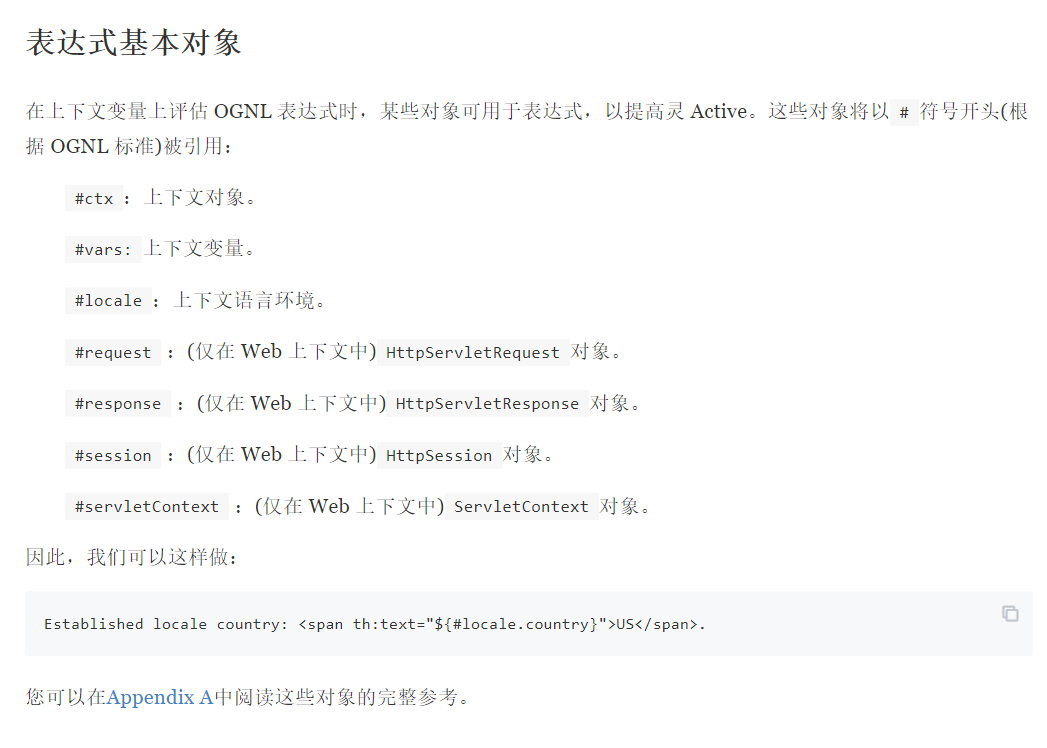 表达式基本对象
在上下文变量上评估 OGNL 表达式时，某些对象可用于表达式，以提高灵 Active。这些对象将以 # 符号开头(根
据 OGNL 标准)被引用：
#ctx ：上下文对象。
#vars: 上下文变量。
#locale ：上下文语言环境。
#request ：(仅在 Web 上下文中) HttpServletRequest 对象。
#response ：(仅在 Web 上下文中) HttpServletResponse 对象。
#session ：(仅在 Web 上下文中) HttpSession 对象。
#servletContext ：(仅在 Web 上下文中) ServletContext 对象。
因此，我们可以这样做：
Established locale country: <span th:text="${#locale.country}">US</span>.
您可以在Appendix A中阅读这些对象的完整参考。